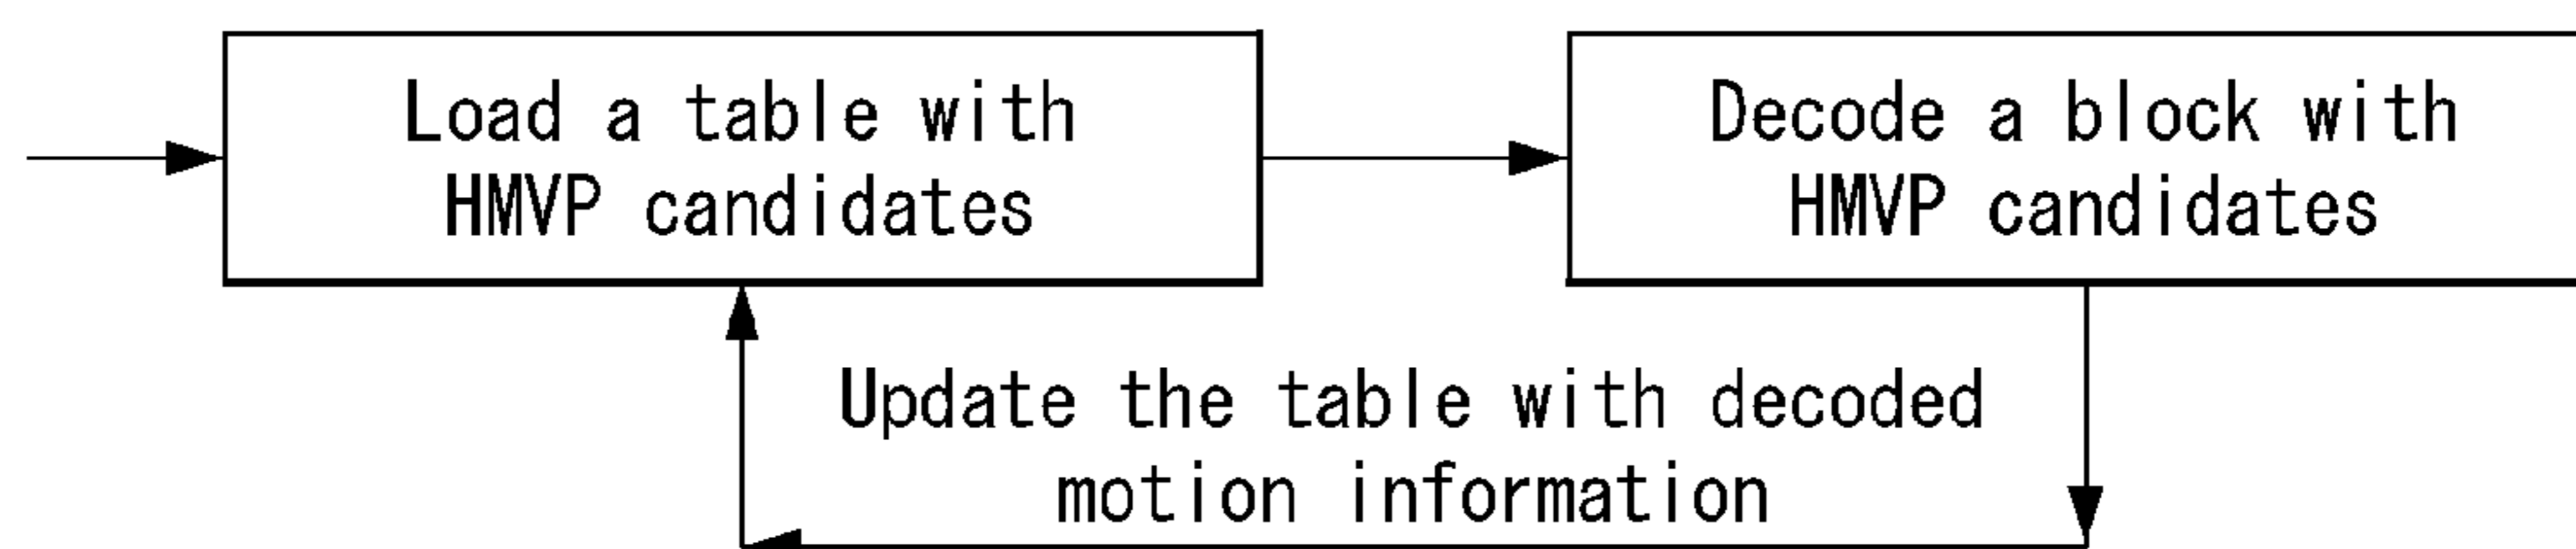 Load a table with
HMVP candidates
Decode a block with
HMVP candidates
Update the table with decoded
motion information